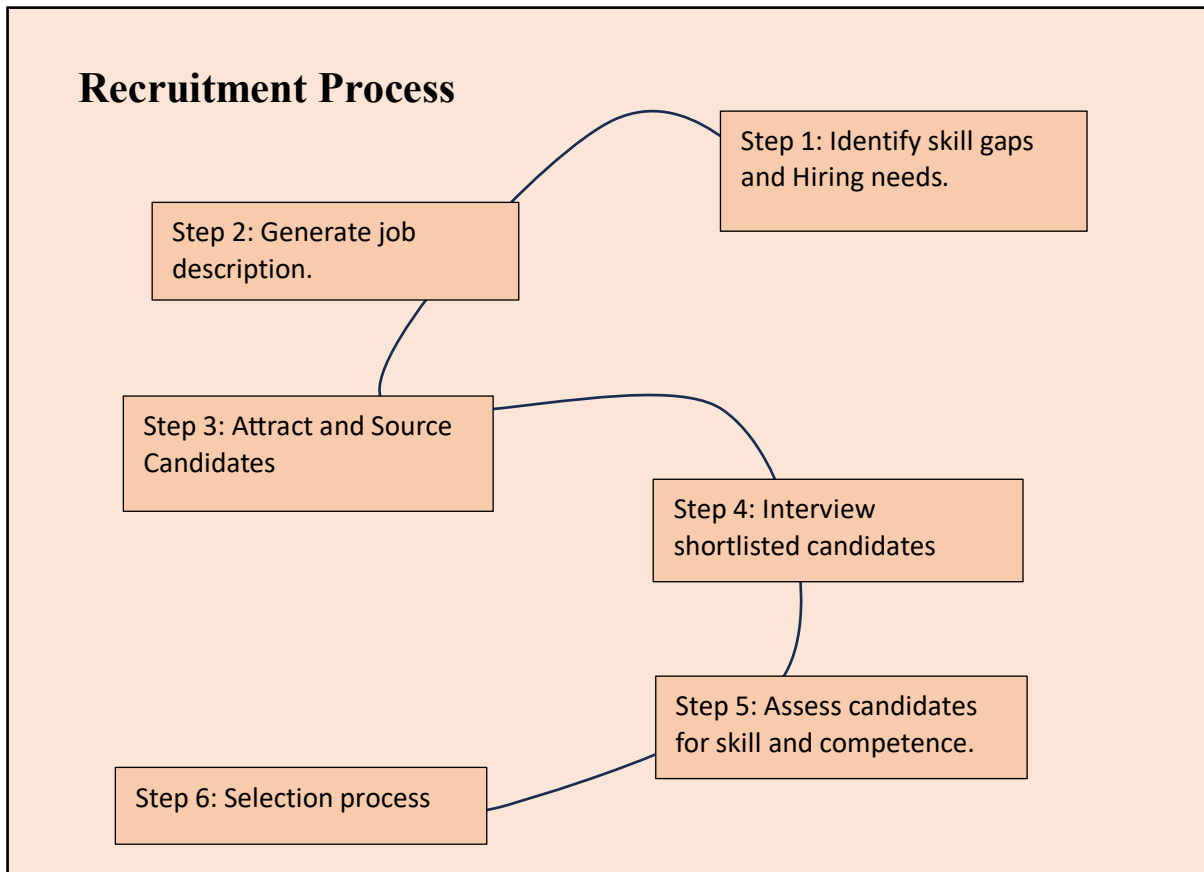 Recruitment Process
Step 1: Identify skill gaps
and Hiring needs.
Step 2: Generate job
description.
Step 3: Attract and Source
Candidates
Step 4: Interview
shortlisted candidates
Step 5: Assess candidates
for skill and competence.
Step 6: Selection process